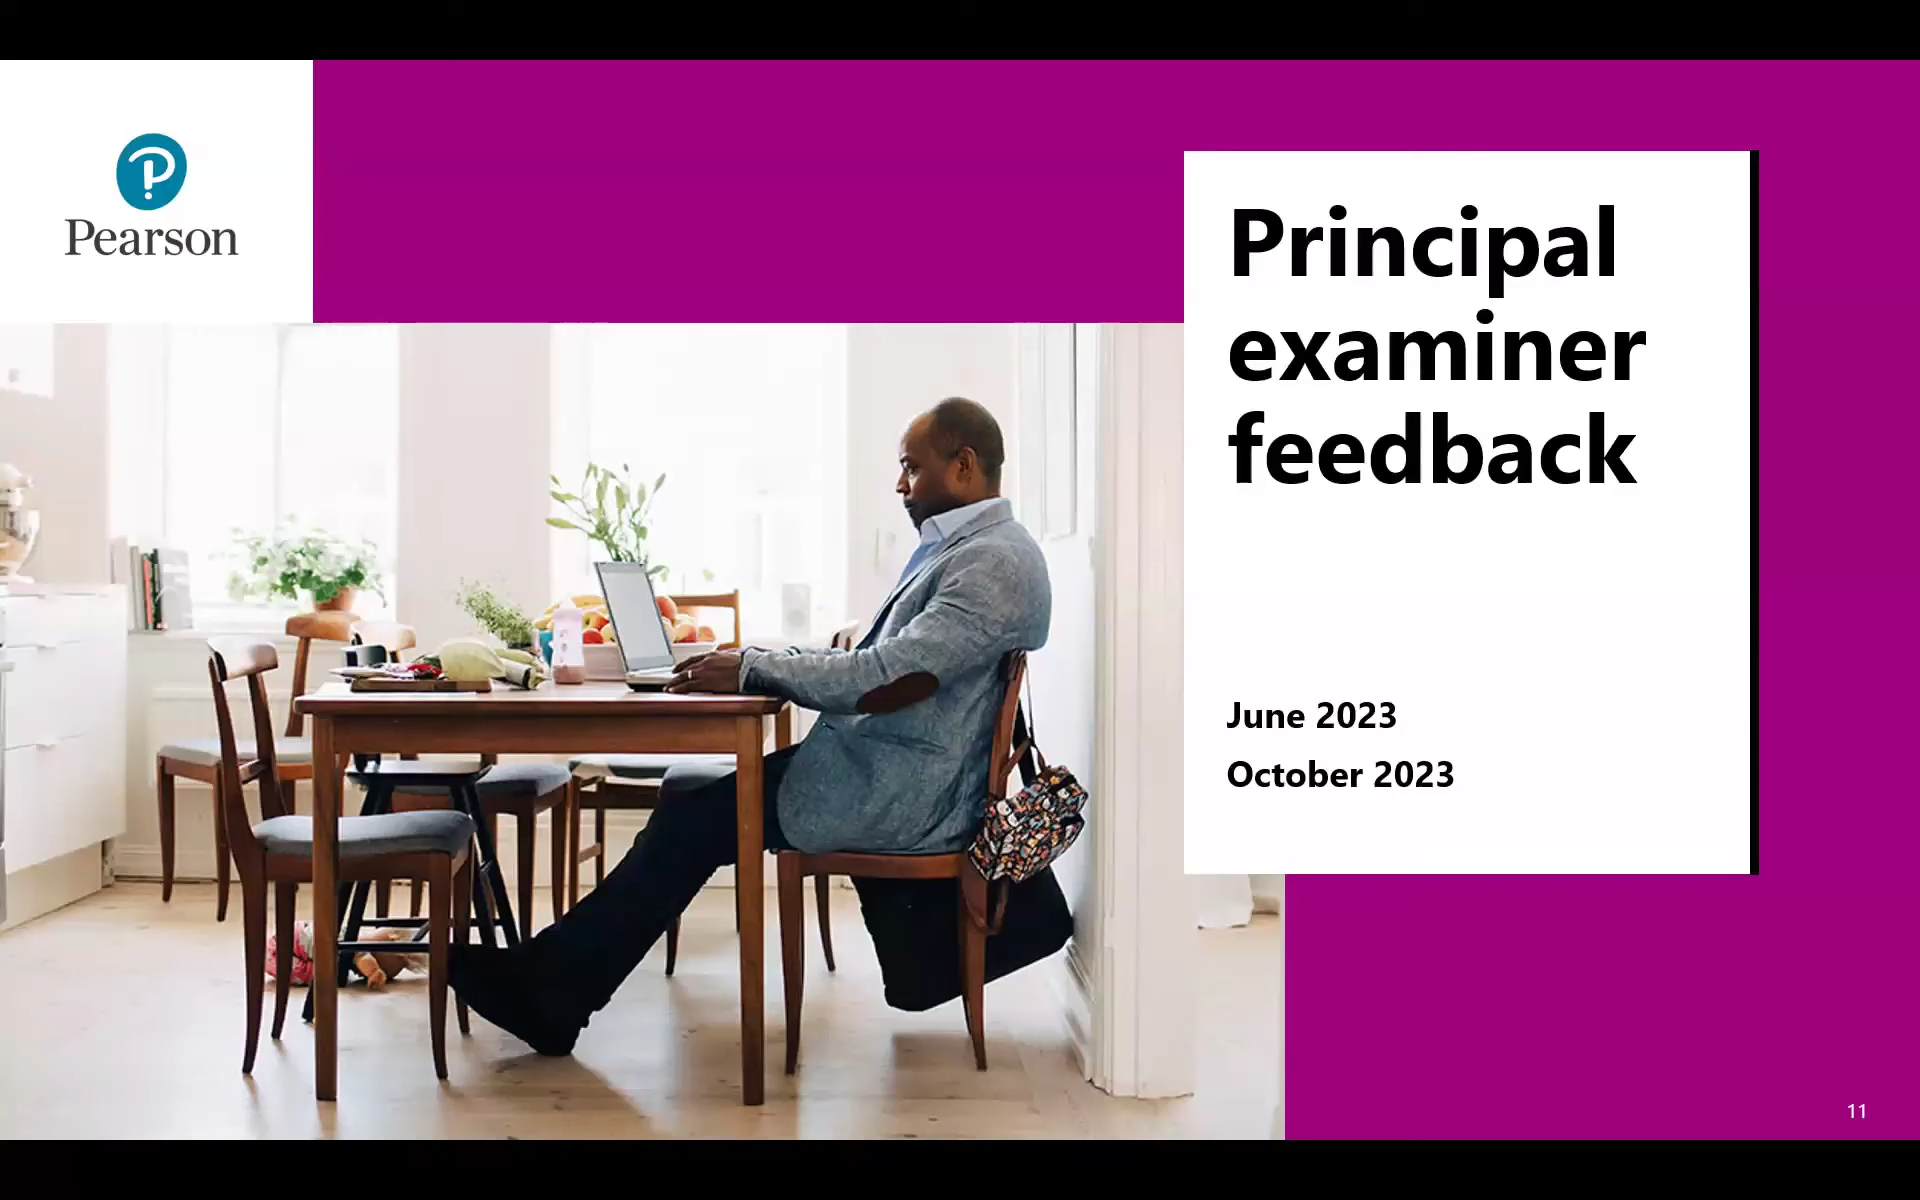 Pearson
Principal
examiner
feedback
June 2023
October 2023
11